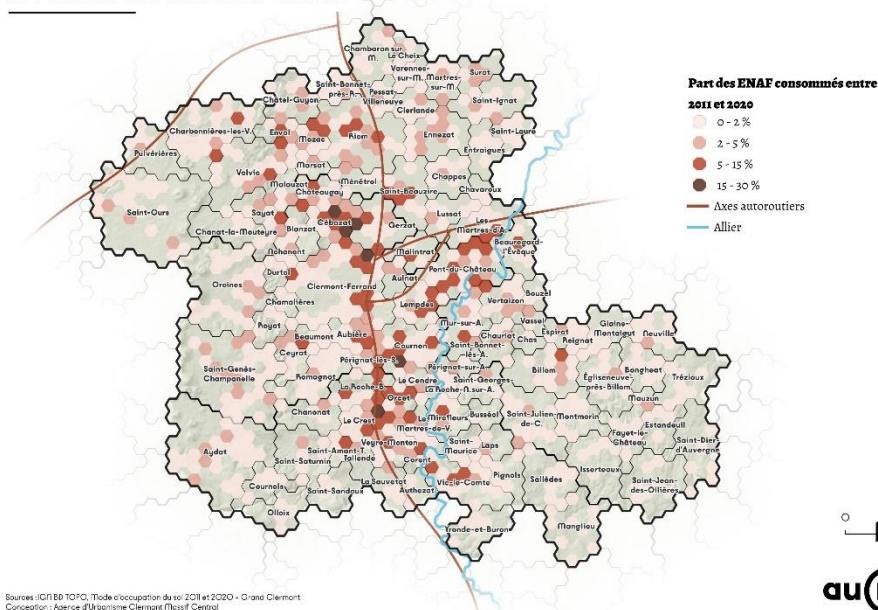 Part des ENAF consommés entre
2011 et 2020
0 - 2 %
2 - 5 %
5 - 15 %
15 - 30 %
Axes autoroutiers
Allier
Chambaron sur
M.
Le Cheix
Varennes-
sur-M.
Martres-
sur-M.
Surat
Saint-Bonnet-
près-R.
Pessat-
Villeneuve
Saint-Ignat
Châtel-Guyon
Clerlande
Charbonnières-les-V.
Enval
Mozac
Riom
Ennezat
Saint-Laure
Pulvérières
Entraigues
Marsat
Volvic
Malauzat
Ménétrol
Chappes
Châteaugay
Saint-Beauzire
Chavaroux
Saint-Ours
Sayat
Cébazat
Lussat
Chanat-la-Mouteyre
Blanzat
Gerzat
Les
Martres-d'A.
Nohanent
Malintrat
Beauregard-
l'Évêque
Durtol
Pont-du-Château
Orcines
Clermont-Ferrand
Aulnat
Chamalières
Lempdes
Vertaizon
Bouzel
Royat
Mur-sur-A.
Vassel
Glaine-
Montaigut
Beaumont
Aubière
Cournon
Chauriat
Chas
Espirat
Reignat
Neuville
Ceyrat
Saint-Bonnet-
lès-A.
Pérignat-lès-S.
Pérignat-sur-A.
Billom
Bongheat
Saint-Genès-
Champanelle
Romagnat
Le Cendre
Saint-Georges
Égliseneuve-
près-Billom
Trézioux
La Roche-B.
La Roche-N.
sur-A.
Mauzun
Orcet
Chanonat
Le Crest
Mirefleurs
Busséol
Saint-Julien-
de-C.
Montmorin
Estandeuil
Les
Martres-de-V.
Fayet-le-
Château
Saint-Dier-
d'Auvergne
Veyre-Monton
Saint-
Maurice
Laps
Aydat
Saint-Amant-T.
Tallende
Corent
Saint-Saturnin
Isserteaux
Pignols
Sallèdes
Saint-Jean-
des-Ollières
La Sauvetat
Vic-le-Comte
Cournols
Saint-Sandoux
Authezat
Olloix
Yronde-et-Buron
Manglieu
Sources : IGN BD TOPO, Mode d'occupation du sol 2011 et 2020 - Grand Clermont
Conception : Agence d'Urbanisme Clermont Massif Central